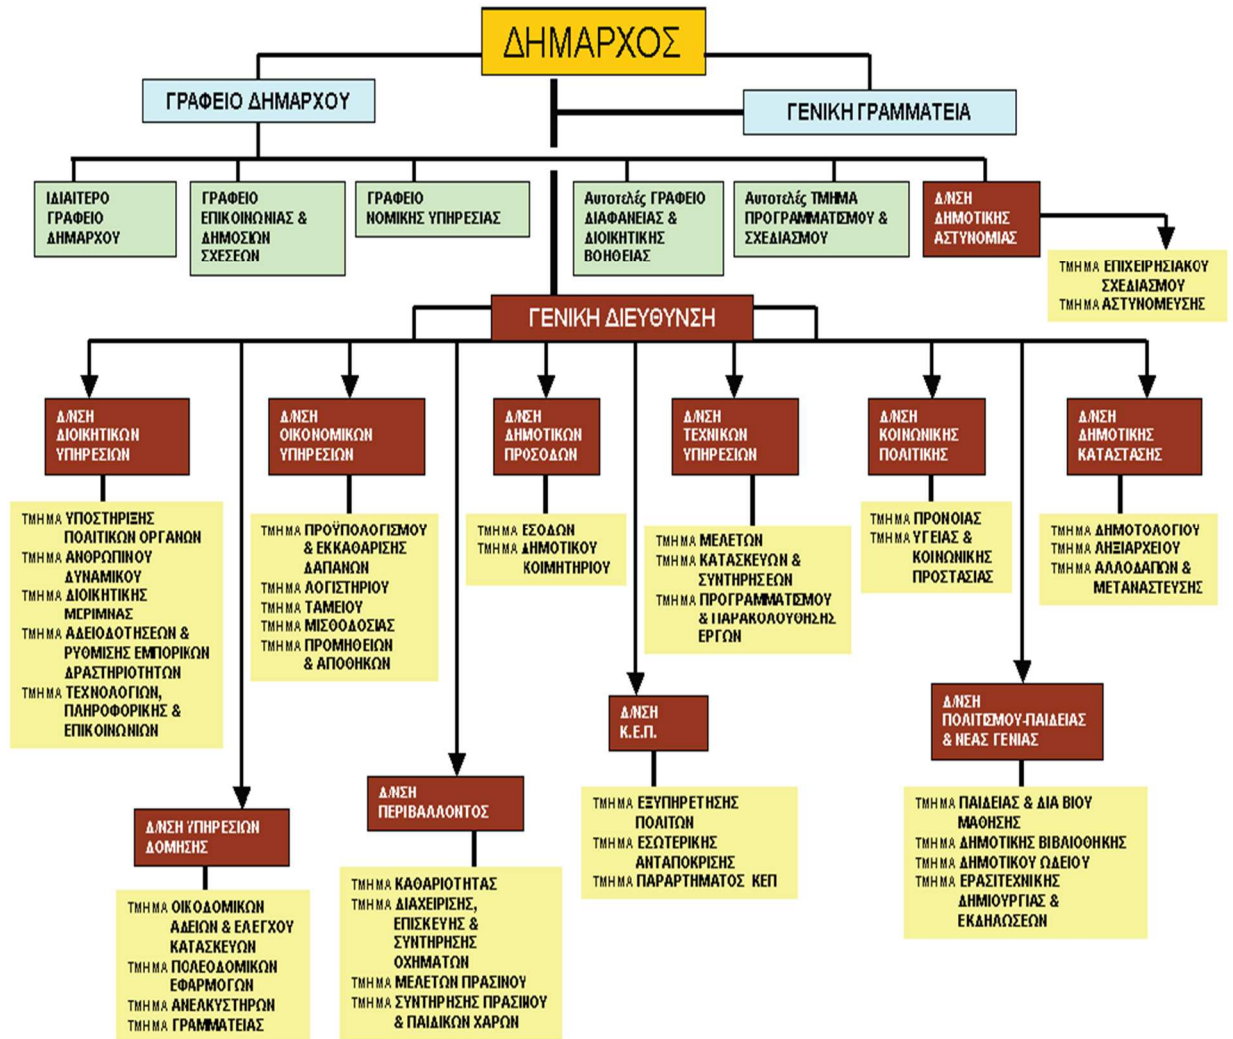 ΔΗΜΑΡΧΟΣ
ΓΡΑΦΕΙΟ ΔΗΜΑΡΧΟΥ
ΓΕΝΙΚΗ ΓΡΑΜΜΑΤΕΙΑ
ΙΔΙΑΙΤΕΡΟ
ΓΡΑΦΕΙΟ
ΔΗΜΑΡΧΟΥ
ΓΡΑΦΕΙΟ
ΕΠΙΚΟΙΝΩΝΙΑΣ &
ΔΗΜΟΣΙΩΝ
ΣΧΕΣΕΩΝ
ΓΡΑΦΕΙΟ
ΝΟΜΙΚΗΣ ΥΠΗΡΕΣΙΑΣ
Αυτοτελές ΓΡΑΦΕΙΟ
ΔΙΑΦΑΝΕΙΑΣ &
ΔΙΟΙΚΗΤΙΚΗΣ
ΒΟΗΘΕΙΑΣ
Αυτοτελές ΤΜΗΜΑ
ΠΡΟΓΡΑΜΜΑΤΙΣΜΟΥ &
ΣΧΕΔΙΑΣΜΟΥ
Δ/ΝΣΗ
ΔΗΜΟΤΙΚΗΣ
ΑΣΤΥΝΟΜΙΑΣ
ΤΜΗΜΑ ΕΠΙΧΕΙΡΗΣΙΑΚΟΥ
ΣΧΕΔΙΑΣΜΟΥ
ΤΜΗΜΑ ΑΣΤΥΝΟΜΕΥΣΗΣ
ΓΕΝΙΚΗ ΔΙΕΥΘΥΝΣΗ
Δ/ΝΣΗ
ΔΙΟΙΚΗΤΙΚΩΝ
ΥΠΗΡΕΣΙΩΝ
ΤΜΗΜΑ ΥΠΟΣΤΗΡΙΞΗΣ
ΠΟΛΙΤΙΚΩΝ ΟΡΓΑΝΩΝ
ΤΜΗΜΑ ΑΝΘΡΩΠΙΝΟΥ
ΔΥΝΑΜΙΚΟΥ
ΤΜΗΜΑ ΔΙΟΙΚΗΤΙΚΗΣ
ΜΕΡΙΜΝΑΣ
ΤΜΗΜΑ ΑΔΕΙΟΔΟΤΗΣΕΩΝ &
ΡΥΘΜΙΣΗΣ ΕΜΠΟΡΙΚΩΝ
ΔΡΑΣΤΗΡΙΟΤΗΤΩΝ
ΤΜΗΜΑ ΤΕΧΝΟΛΟΓΙΩΝ,
ΠΛΗΡΟΦΟΡΙΚΗΣ &
ΕΠΙΚΟΙΝΩΝΙΩΝ
Δ/ΝΣΗ
ΟΙΚΟΝΟΜΙΚΩΝ
ΥΠΗΡΕΣΙΩΝ
ΤΜΗΜΑ ΠΡΟΫΠΟΛΟΓΙΣΜΟΥ
& ΕΚΚΑΘΑΡΙΣΗΣ
ΔΑΠΑΝΩΝ
ΤΜΗΜΑ ΛΟΓΙΣΤΗΡΙΟΥ
ΤΜΗΜΑ ΤΑΜΕΙΟΥ
ΤΜΗΜΑ ΜΙΣΘΟΔΟΣΙΑΣ
ΤΜΗΜΑ ΠΡΟΜΗΘΕΙΩΝ
& ΑΠΟΘΗΚΩΝ
Δ/ΝΣΗ
ΔΗΜΟΤΙΚΩΝ
ΠΡΟΣΟΔΩΝ
ΤΜΗΜΑ ΕΣΟΔΩΝ
ΤΜΗΜΑ ΔΗΜΟΤΙΚΟΥ
ΚΟΙΜΗΤΗΡΙΟΥ
Δ/ΝΣΗ
ΤΕΧΝΙΚΩΝ
ΥΠΗΡΕΣΙΩΝ
ΤΜΗΜΑ ΜΕΛΕΤΩΝ
ΤΜΗΜΑ ΚΑΤΑΣΚΕΥΩΝ &
ΣΥΝΤΗΡΗΣΕΩΝ
ΤΜΗΜΑ ΠΡΟΓΡΑΜΜΑΤΙΣΜΟΥ
& ΠΑΡΑΚΟΛΟΥΘΗΣΗΣ
ΕΡΓΩΝ
Δ/ΝΣΗ
ΚΟΙΝΩΝΙΚΗΣ
ΠΟΛΙΤΙΚΗΣ
ΤΜΗΜΑ ΠΡΟΝΟΙΑΣ
ΤΜΗΜΑ ΥΓΕΙΑΣ &
ΚΟΙΝΩΝΙΚΗΣ
ΠΡΟΣΤΑΣΙΑΣ
Δ/ΝΣΗ
ΔΗΜΟΤΙΚΗΣ
ΚΑΤΑΣΤΑΣΗΣ
ΤΜΗΜΑ ΔΗΜΟΤΟΛΟΓΙΟΥ
ΤΜΗΜΑ ΛΗΞΙΑΡΧΕΙΟΥ
ΤΜΗΜΑ ΑΛΛΟΔΑΠΩΝ &
ΜΕΤΑΝΑΣΤΕΥΣΗΣ
Δ/ΝΣΗ ΥΠΗΡΕΣΙΩΝ
ΔΟΜΗΣΗΣ
ΤΜΗΜΑ ΟΙΚΟΔΟΜΙΚΩΝ
ΑΔΕΙΩΝ & ΕΛΕΓΧΟΥ
ΚΑΤΑΣΚΕΥΩΝ
ΤΜΗΜΑ ΠΟΛΕΟΔΟΜΙΚΩΝ
ΕΦΑΡΜΟΓΩΝ
ΤΜΗΜΑ ΑΝΕΛΚΥΣΤΗΡΩΝ
ΤΜΗΜΑ ΓΡΑΜΜΑΤΕΙΑΣ
Δ/ΝΣΗ
ΠΕΡΙΒΑΛΛΟΝΤΟΣ
ΤΜΗΜΑ ΚΑΘΑΡΙΟΤΗΤΑΣ
ΤΜΗΜΑ ΔΙΑΧΕΙΡΙΣΗΣ,
ΕΠΙΣΚΕΥΗΣ &
ΣΥΝΤΗΡΗΣΗΣ
ΟΧΗΜΑΤΩΝ
ΤΜΗΜΑ ΜΕΛΕΤΩΝ ΠΡΑΣΙΝΟΥ
ΤΜΗΜΑ ΣΥΝΤΗΡΗΣΗΣ ΠΡΑΣΙΝΟΥ
& ΠΑΙΔΙΚΩΝ ΧΑΡΩΝ
Δ/ΝΣΗ
Κ.Ε.Π.
ΤΜΗΜΑ ΕΞΥΠΗΡΕΤΗΣΗΣ
ΠΟΛΙΤΩΝ
ΤΜΗΜΑ ΕΣΩΤΕΡΙΚΗΣ
ΑΝΤΑΠΟΚΡΙΣΗΣ
ΤΜΗΜΑ ΠΑΡΑΡΤΗΜΑΤΟΣ ΚΕΠ
Δ/ΝΣΗ
ΠΟΛΙΤΙΣΜΟΥ-ΠΑΙΔΕΙΑΣ
& ΝΕΑΣ ΓΕΝΙΑΣ
ΤΜΗΜΑ ΠΑΙΔΕΙΑΣ & ΔΙΑ ΒΙΟΥ
ΜΑΘΗΣΗΣ
ΤΜΗΜΑ ΔΗΜΟΤΙΚΗΣ ΒΙΒΛΙΟΘΗΚΗΣ
ΤΜΗΜΑ ΔΗΜΟΤΙΚΟΥ ΩΔΕΙΟΥ
ΤΜΗΜΑ ΕΡΑΣΙΤΕΧΝΙΚΗΣ
ΔΗΜΙΟΥΡΓΙΑΣ &
ΕΚΔΗΛΩΣΕΩΝ